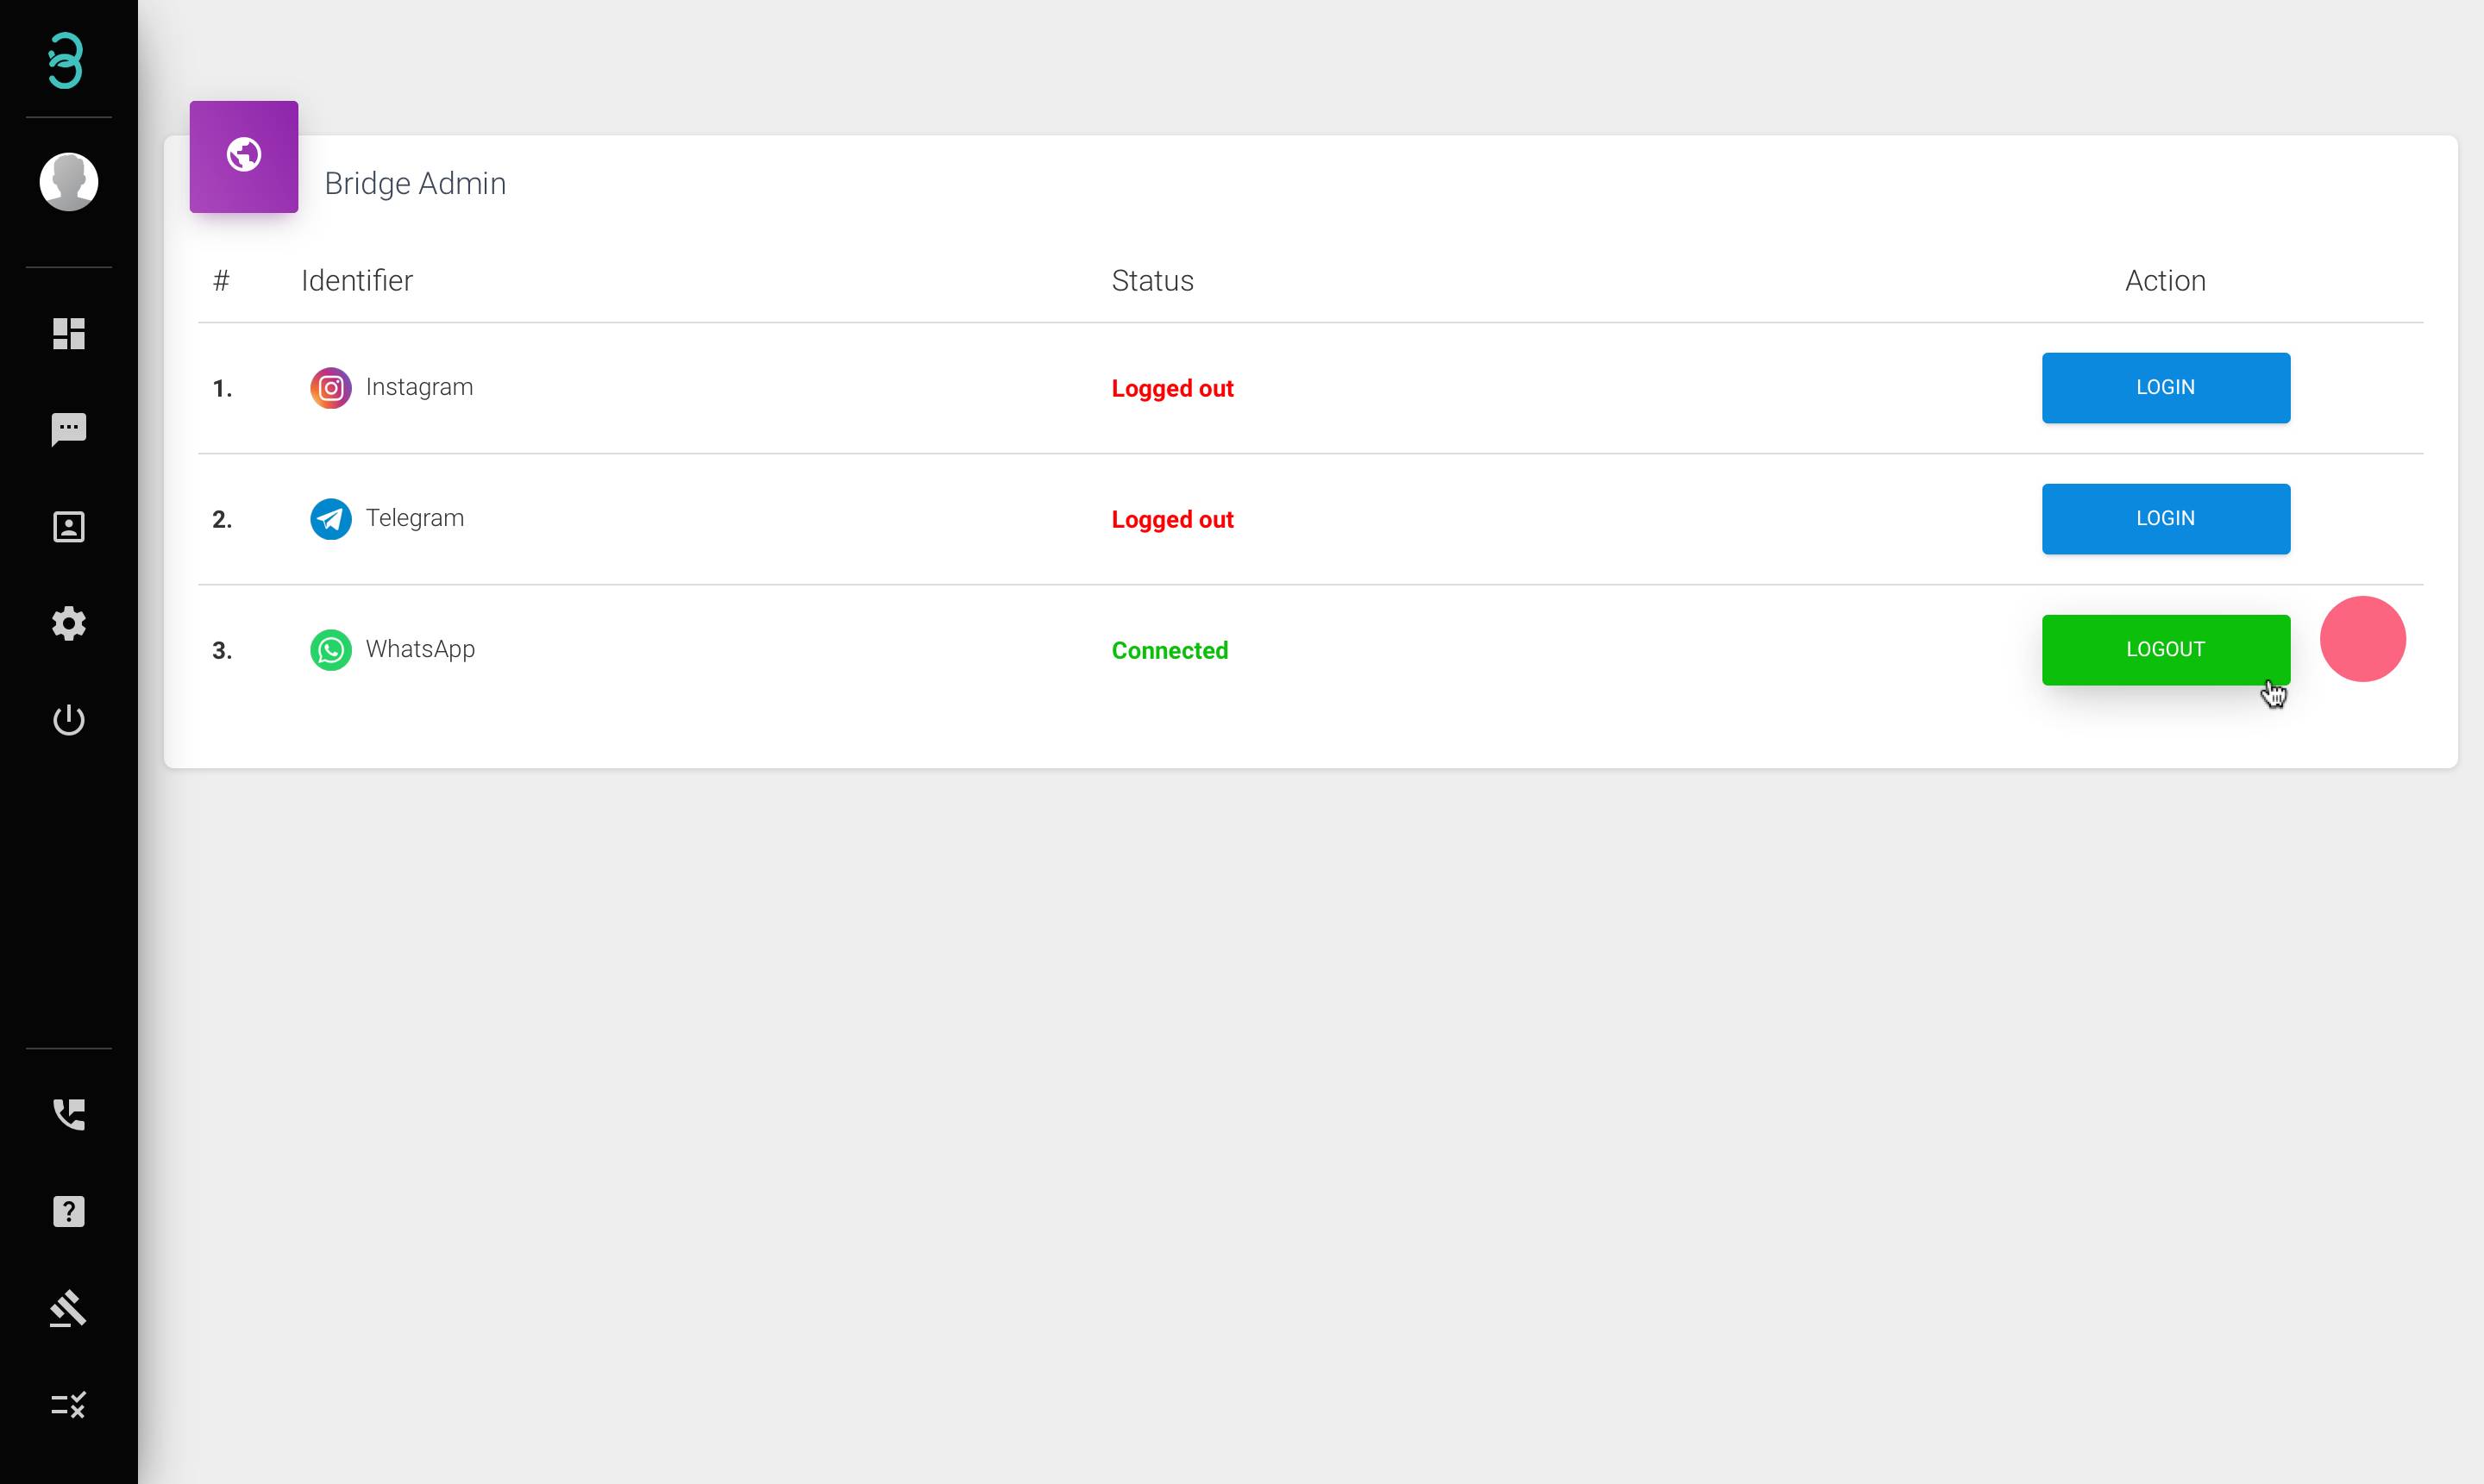 Bridge Admin
# Identifier Status Action
1. Instagram Logged out LOGIN
2. Telegram Logged out LOGIN
3. WhatsApp Connected LOGOUT